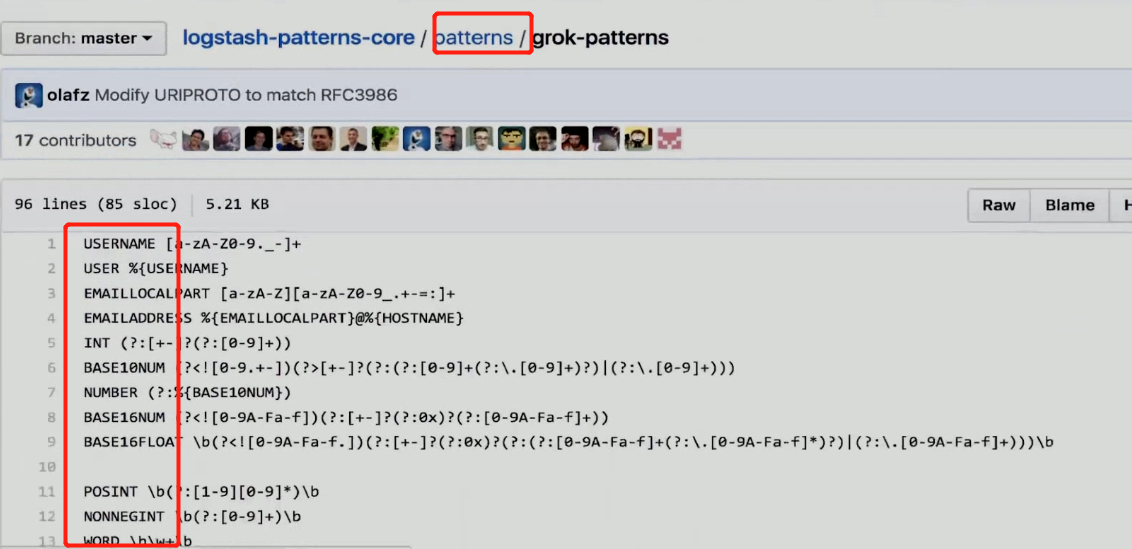 Branch: master
logstash-patterns-core / patterns / grok-patterns
olafz Modify URIPROTO to match RFC3986
17 contributors
96 lines (85 sloc) 5.21 KB
Raw Blame H
1 USERNAME [a-zA-Z0-9._-]+
2 USER %{USERNAME}
3 EMAILLOCALPART [a-zA-Z][a-zA-Z0-9_.+-=:]+
4 EMAILADDRESS %{EMAILLOCALPART}@%{HOSTNAME}
5 INT (?:[+-]?(?:[0-9]+))
6 BASE10NUM (?<![0-9.+-])(?>[+-]?(?:(?:[0-9]+(?:\.[0-9]+)?)|(?:\.[0-9]+)))
7 NUMBER (?:%{BASE10NUM})
8 BASE16NUM (?<![0-9A-Fa-f])(?:[+-]?(?:0x)?(?:[0-9A-Fa-f]+))
9 BASE16FLOAT \b(?<![0-9A-Fa-f.])(?:[+-]?(?:0x)?(?:(?:[0-9A-Fa-f]+(?:\.[0-9A-Fa-f]*)?)|(?:\.[0-9A-Fa-f]+)))\b
10
11 POSINT \b(?:[1-9][0-9]*)\b
12 NONNEGINT \b(?:[0-9]+)\b
13 WORD \b\w+\b